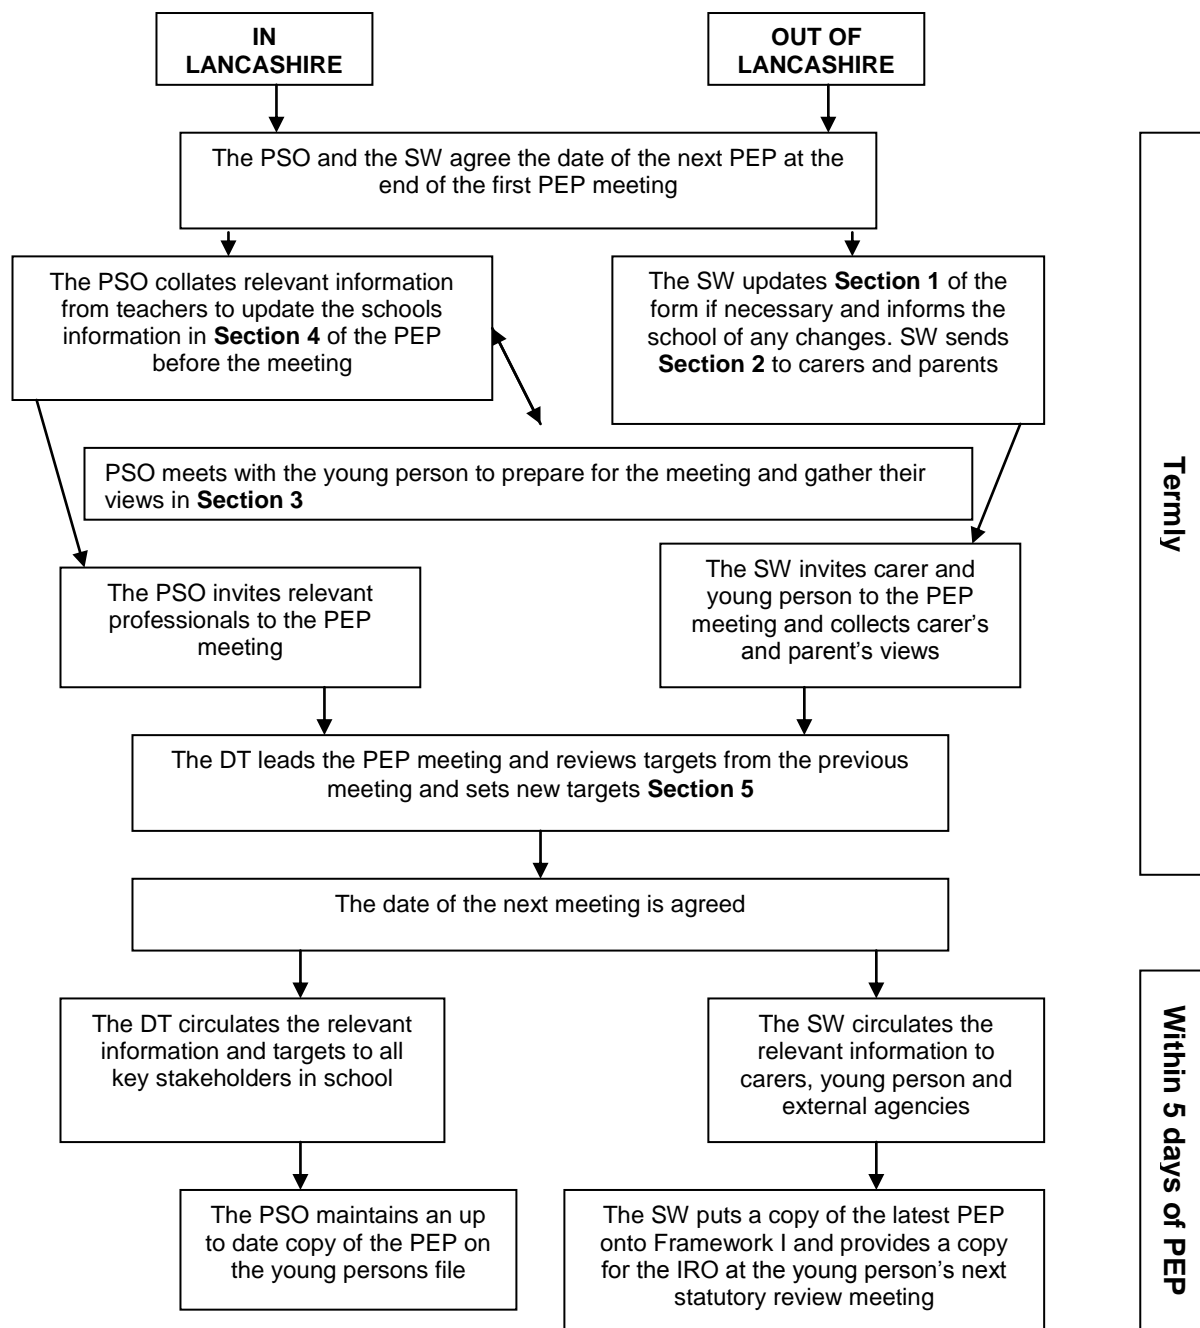 IN
LANCASHIRE
OUT OF
LANCASHIRE
The PSO and the SW agree the date of the next PEP at the
end of the first PEP meeting
The PSO collates relevant information
from teachers to update the schools
information in Section 4 of the PEP
before the meeting
The SW updates Section 1 of the
form if necessary and informs the
school of any changes. SW sends
Section 2 to carers and parents
PSO meets with the young person to prepare for the meeting and gather their
views in Section 3
The PSO invites relevant
professionals to the PEP
meeting
The SW invites carer and
young person to the PEP
meeting and collects carer’s
and parent’s views
The DT leads the PEP meeting and reviews targets from the previous
meeting and sets new targets Section 5
The date of the next meeting is agreed
Termly
The DT circulates the relevant
information and targets to all
key stakeholders in school
The SW circulates the
relevant information to
carers, young person and
external agencies
The PSO maintains an up
to date copy of the PEP on
the young persons file
The SW puts a copy of the latest PEP
onto Framework I and provides a copy
for the IRO at the young person’s next
statutory review meeting
Within 5 days of PEP